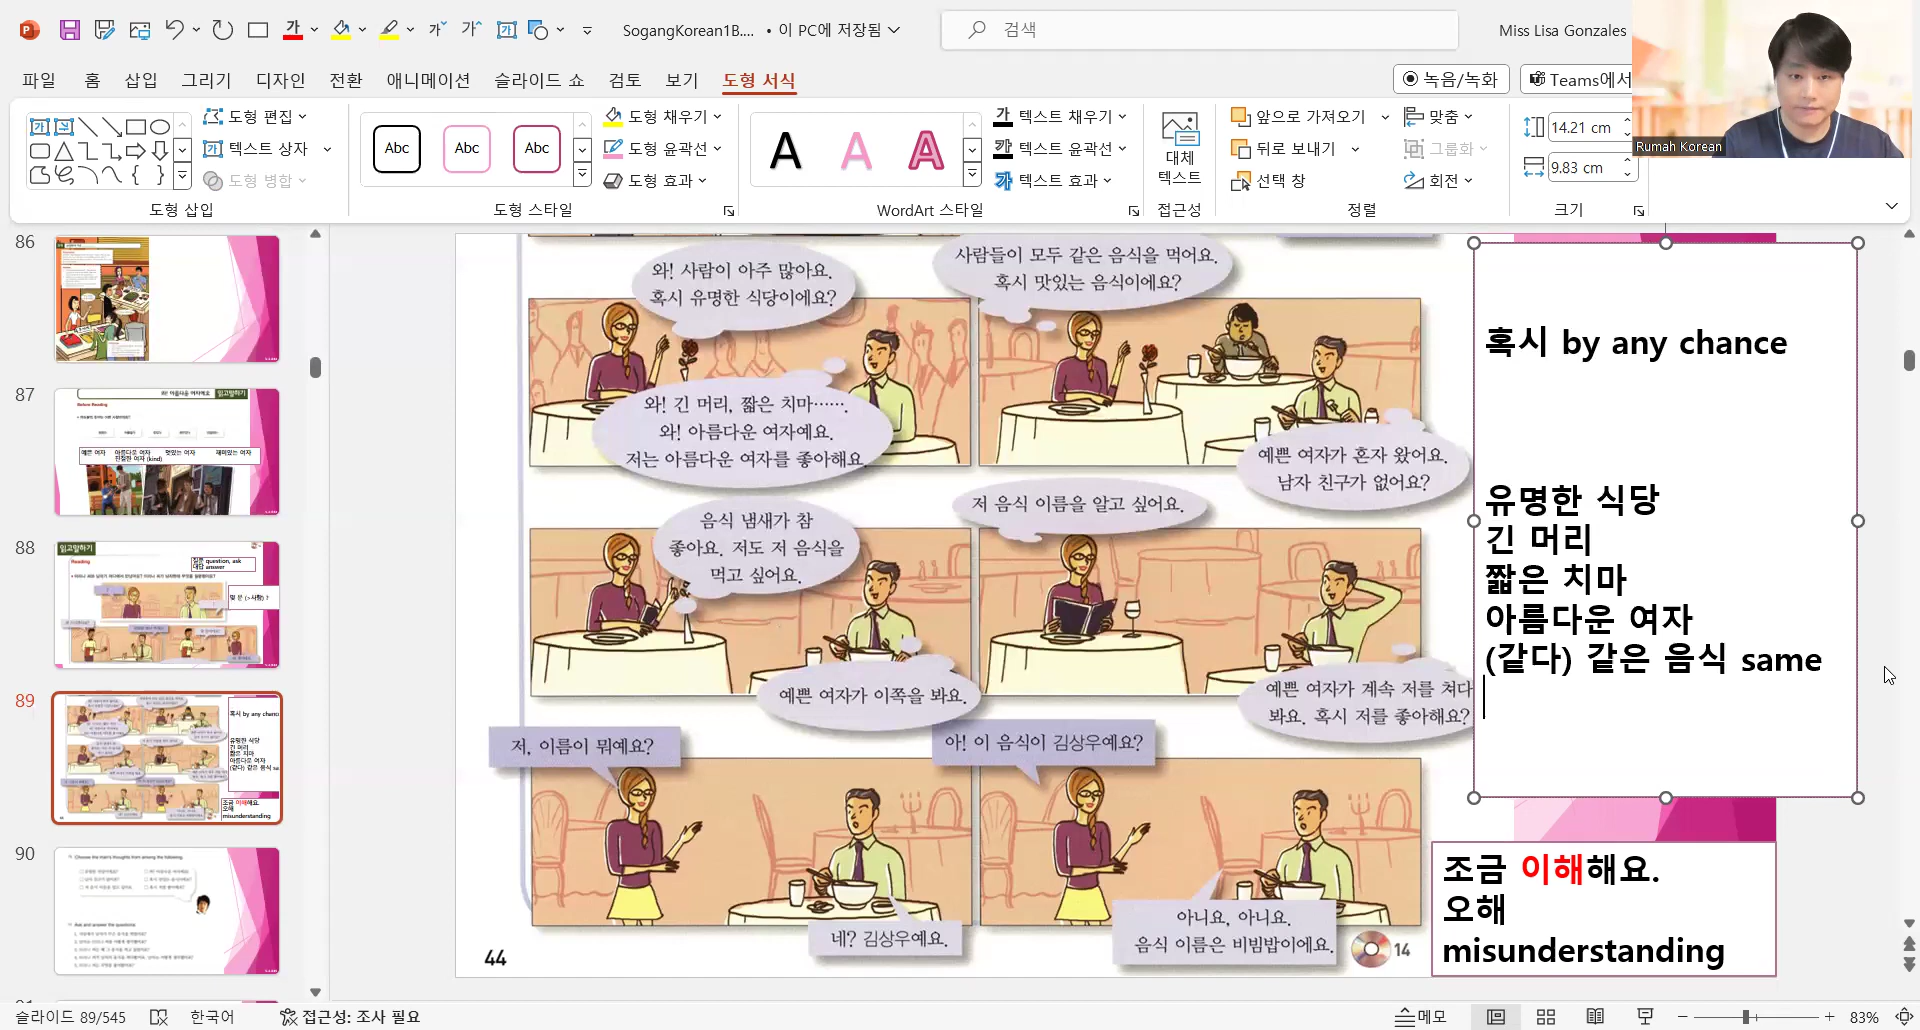 SogangKorean1B.... • 이 PC에 저장됨
검색
Miss Lisa Gonzales
파일 홈 삽입 그리기 디자인 전환 애니메이션 슬라이드 쇼 검토 보기 도형 서식
녹음/녹화
Teams에서
도형 편집
텍스트 상자
도형 병합
도형 삽입
Abc Abc Abc
도형 채우기
도형 윤곽선
도형 효과
도형 스타일
A A A
텍스트 채우기
텍스트 윤곽선
텍스트 효과
WordArt 스타일
대체
텍스트
접근성
앞으로 가져오기
뒤로 보내기
선택 창
맞춤
그룹화
회전
정렬
14.21 cm
9.83 cm
크기
Rumah Korean
86
87
88
89
90
와! 사람이 아주 많아요.
혹시 유명한 식당이에요?
사람들이 모두 같은 음식을 먹어요.
혹시 맛있는 음식이에요?
와! 긴 머리, 짧은 치마…….
와! 아름다운 여자예요.
저는 아름다운 여자를 좋아해요.
예쁜 여자가 혼자 왔어요.
남자 친구가 없어요?
음식 냄새가 참
좋아요. 저도 저 음식을
먹고 싶어요.
저 음식 이름을 알고 싶어요.
예쁜 여자가 이쪽을 봐요.
예쁜 여자가 계속 저를 쳐다
봐요. 혹시 저를 좋아해요?
저, 이름이 뭐예요?
아! 이 음식이 김상우예요?
네? 김상우예요.
아니요, 아니요.
음식 이름은 비빔밥이에요.
44
14
혹시 by any chance
유명한 식당
긴 머리
짧은 치마
아름다운 여자
(같다) 같은 음식 same
조금 이해해요.
오해
misunderstanding
슬라이드 89/545
한국어
접근성: 조사 필요
메모
83%